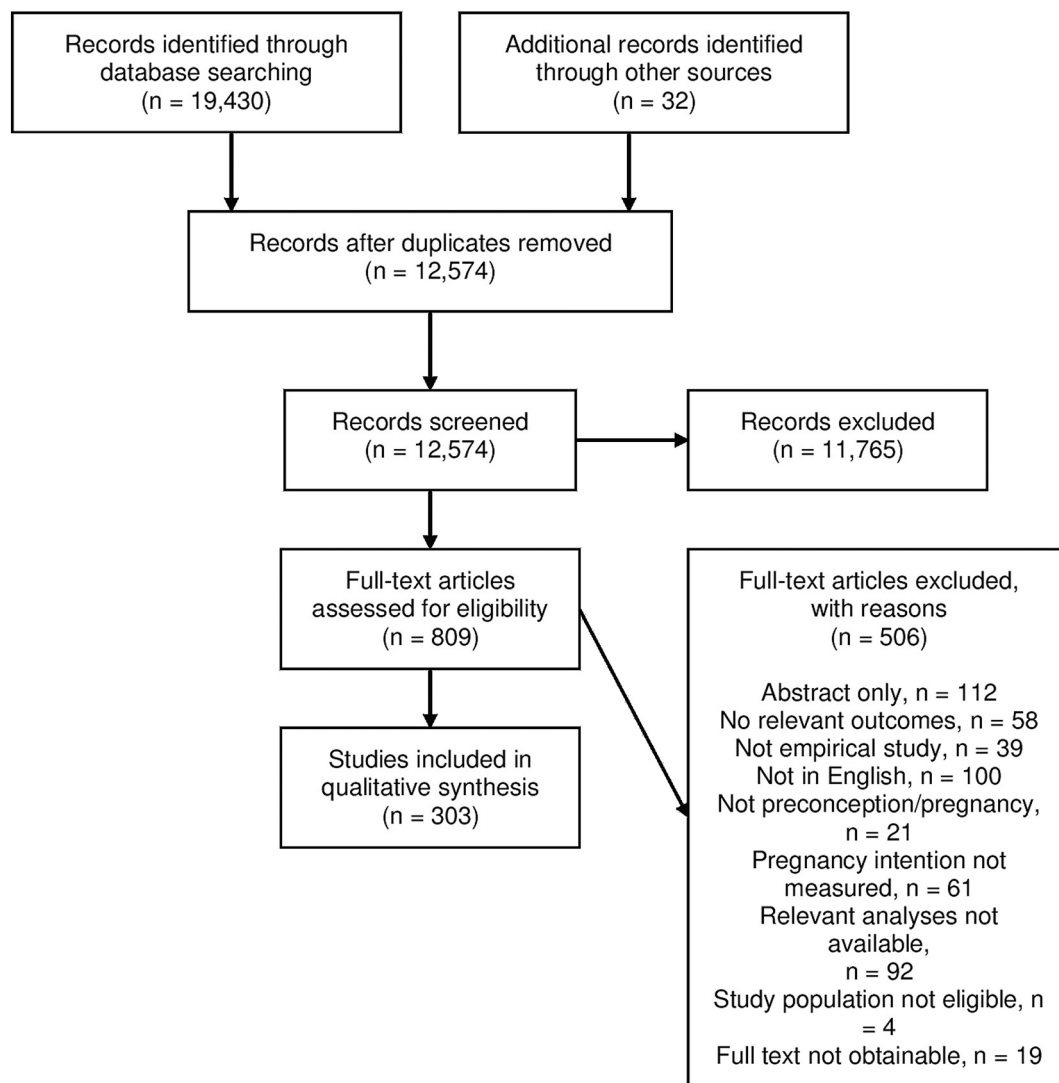 Records identified through
database searching
(n = 19,430)
Additional records identified
through other sources
(n = 32)
Records after duplicates removed
(n = 12,574)
Records screened
(n = 12,574)
Records excluded
(n = 11,765)
Full-text articles
assessed for eligibility
(n = 809)
Full-text articles excluded,
with reasons
(n = 506)
Abstract only, n = 112
No relevant outcomes, n = 58
Not empirical study, n = 39
Not in English, n = 100
Not preconception/pregnancy,
n = 21
Pregnancy intention not
measured, n = 61
Relevant analyses not
available,
n = 92
Study population not eligible, n
= 4
Full text not obtainable, n = 19
Studies included in
qualitative synthesis
(n = 303)